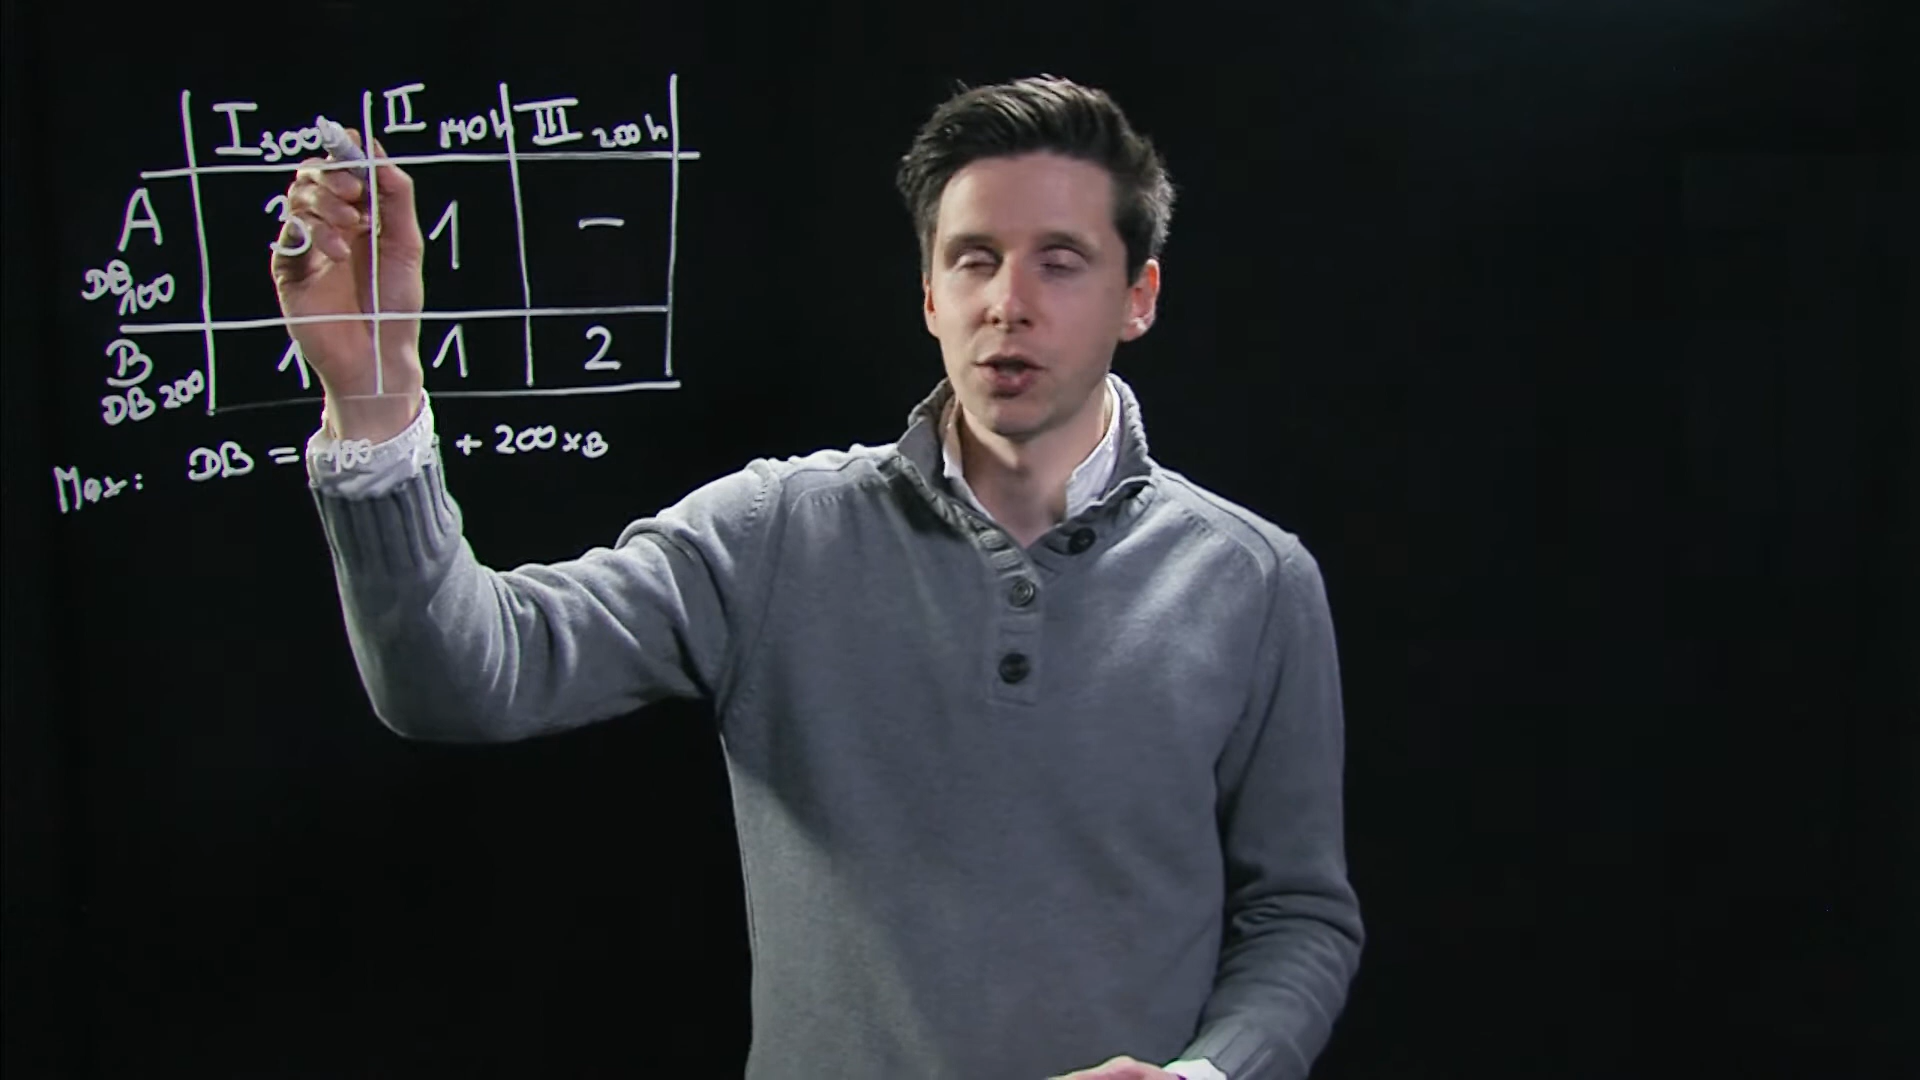 I 300h II 140h III 200h
A 3 1 –
DB 100
B 1 1 2
DB 200
Max: DB = 100 · xA + 200 xB